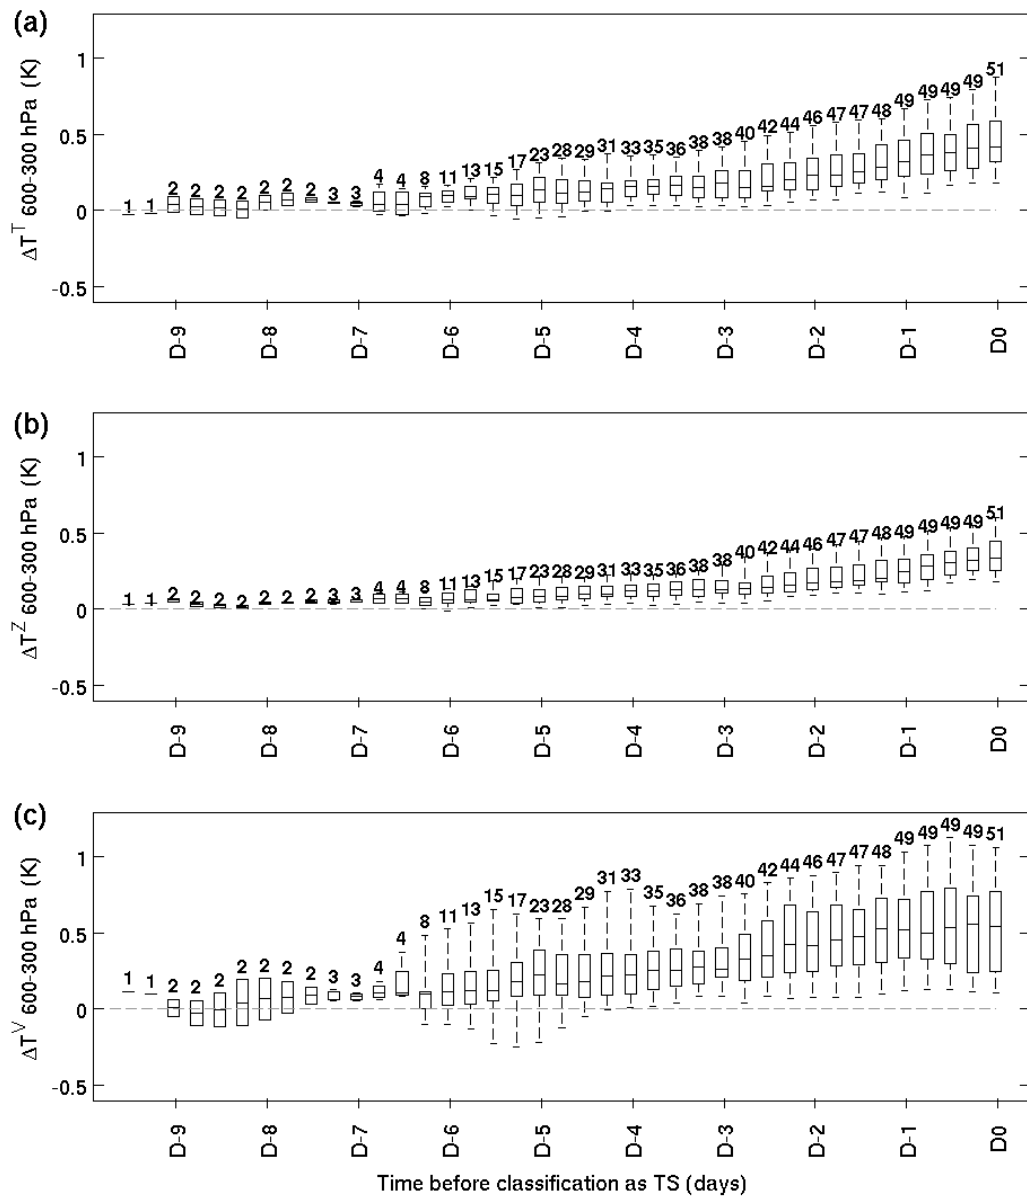 (a)
ΔT^T 600-300 hPa (K)
1
0.5
0
-0.5
1 1 2 2 2 2 2 2 3 3 4 4 8 11 13 15 17 23 28 29 31 33 35 36 38 38 40 42 44 46 47 47 48 49 49 49 49 51
D-9 D-8 D-7 D-6 D-5 D-4 D-3 D-2 D-1 D0
(b)
ΔT^Z 600-300 hPa (K)
1
0.5
0
-0.5
1 1 2 2 2 2 2 2 3 3 4 4 8 11 13 15 17 23 28 29 31 33 35 36 38 38 40 42 44 46 47 47 48 49 49 49 49 51
D-9 D-8 D-7 D-6 D-5 D-4 D-3 D-2 D-1 D0
(c)
ΔT^V 600-300 hPa (K)
1
0.5
0
-0.5
1 1 2 2 2 2 2 2 3 3 4 4 8 11 13 15 17 23 28 29 31 33 35 36 38 38 40 42 44 46 47 47 48 49 49 49 49 51
D-9 D-8 D-7 D-6 D-5 D-4 D-3 D-2 D-1 D0
Time before classification as TS (days)